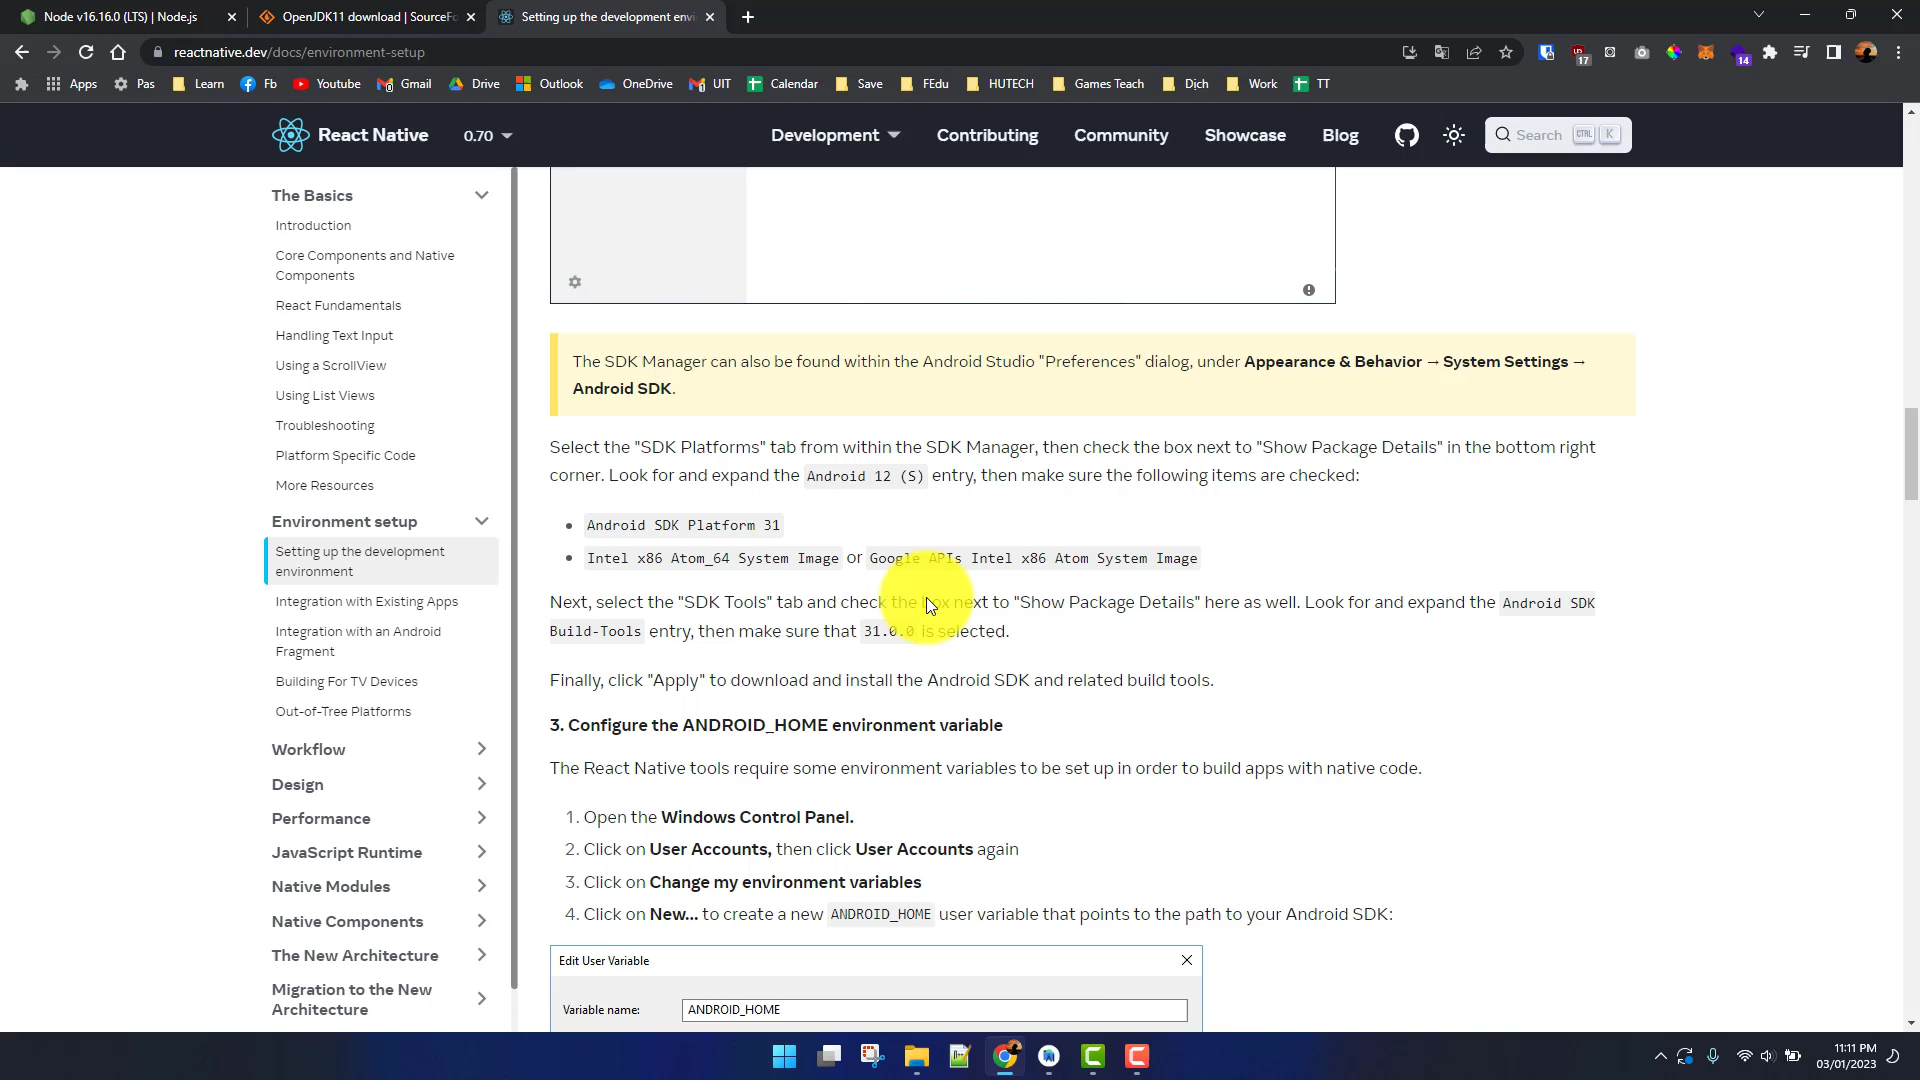 Node v16.16.0 (LTS) | Node.js
OpenJDK11 download | SourceFo
Setting up the development envi
reactnative.dev/docs/environment-setup
17
14
Apps
Pas
Learn
Fb
Youtube
Gmail
Drive
Outlook
OneDrive
UIT
Calendar
Save
FEdu
HUTECH
Games Teach
Dịch
Work
TT
React Native
0.70
Development
Contributing
Community
Showcase
Blog
Search
CTRL
K
The Basics
Introduction
Core Components and Native
Components
React Fundamentals
Handling Text Input
Using a ScrollView
Using List Views
Troubleshooting
Platform Specific Code
More Resources
Environment setup
Setting up the development
environment
Integration with Existing Apps
Integration with an Android
Fragment
Building For TV Devices
Out-of-Tree Platforms
Workflow
Design
Performance
JavaScript Runtime
Native Modules
Native Components
The New Architecture
Migration to the New
Architecture
The SDK Manager can also be found within the Android Studio "Preferences" dialog, under Appearance & Behavior → System Settings →
Android SDK.
Select the "SDK Platforms" tab from within the SDK Manager, then check the box next to "Show Package Details" in the bottom right
corner. Look for and expand the Android 12 (S) entry, then make sure the following items are checked:
• Android SDK Platform 31
• Intel x86 Atom_64 System Image or Google APIs Intel x86 Atom System Image
Next, select the "SDK Tools" tab and check the box next to "Show Package Details" here as well. Look for and expand the Android SDK
Build-Tools entry, then make sure that 31.0.0 is selected.
Finally, click "Apply" to download and install the Android SDK and related build tools.
3. Configure the ANDROID_HOME environment variable
The React Native tools require some environment variables to be set up in order to build apps with native code.
1. Open the Windows Control Panel.
2. Click on User Accounts, then click User Accounts again
3. Click on Change my environment variables
4. Click on New... to create a new ANDROID_HOME user variable that points to the path to your Android SDK:
Edit User Variable
Variable name:
ANDROID_HOME
11:11 PM
03/01/2023